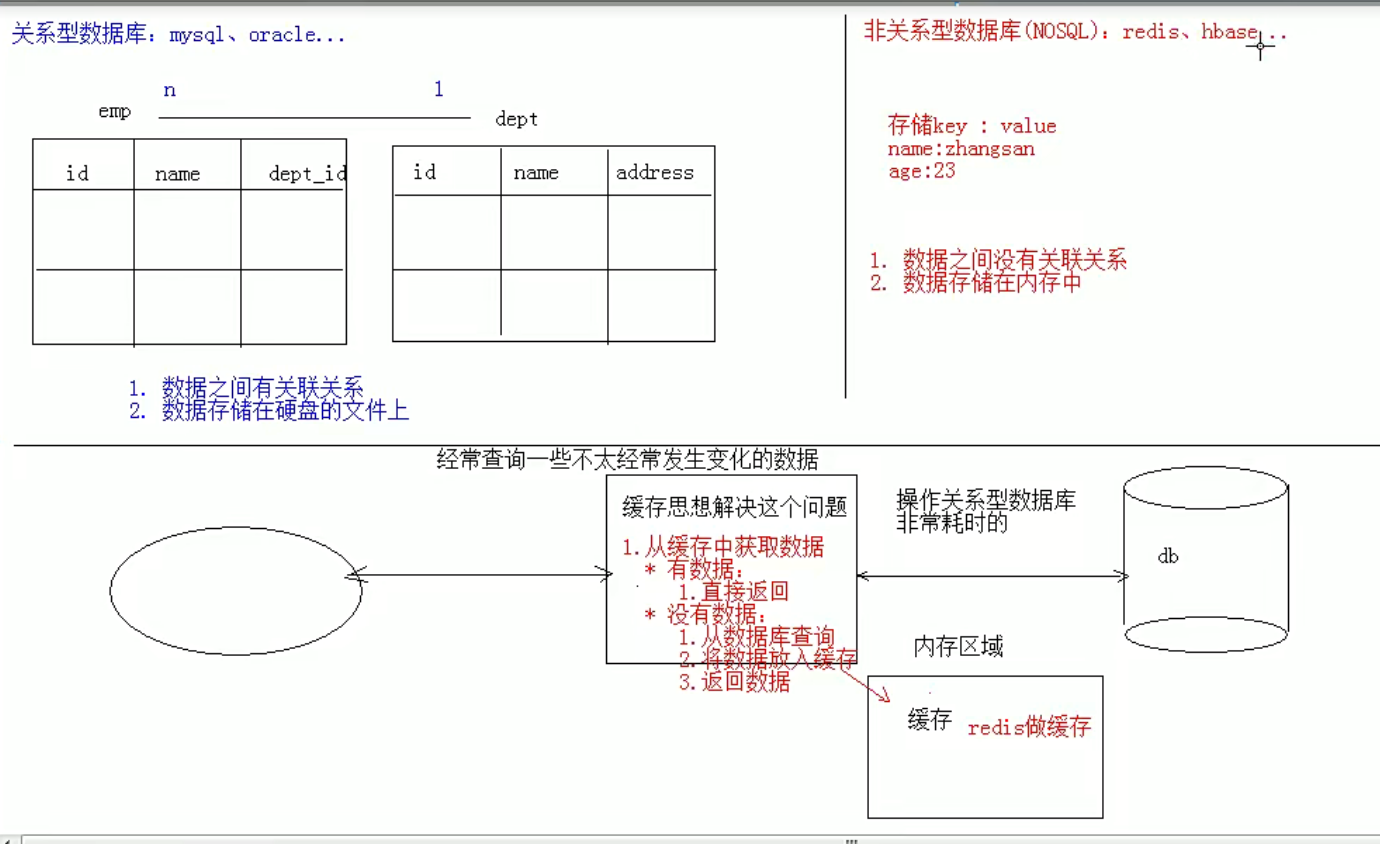 关系型数据库：mysql、oracle...
n 1
emp dept
id name dept_id
id name address
1. 数据之间有关联关系
2. 数据存储在硬盘的文件上
非关系型数据库(NOSQL)：redis、hbase...
存储key : value
name:zhangsan
age:23
1. 数据之间没有关联关系
2. 数据存储在内存中
经常查询一些不太经常发生变化的数据
缓存思想解决这个问题
1.从缓存中获取数据
* 有数据：
1.直接返回
* 没有数据：
1.从数据库查询
2.将数据放入缓存
3.返回数据
操作关系型数据库
非常耗时的
db
内存区域
缓存 redis做缓存